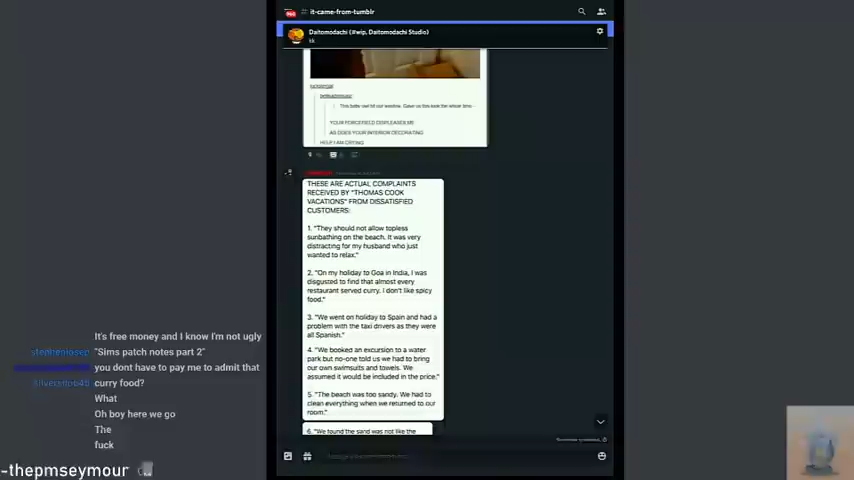 # it-came-from-tumblr
Daitomodachi (#wip, Daitomodachi Studio)
kk
This baby owl hit our window. Gave us this look the whole time.
YOUR FORCEFIELD DISPLEASES ME
AS DOES YOUR INTERIOR DECORATING
HELP I AM CRYING
THESE ARE ACTUAL COMPLAINTS
RECEIVED BY "THOMAS COOK
VACATIONS" FROM DISSATISFIED
CUSTOMERS:
1. "They should not allow topless
sunbathing on the beach. It was very
distracting for my husband who just
wanted to relax."
2. "On my holiday to Goa in India, I was
disgusted to find that almost every
restaurant served curry. I don't like spicy
food."
3. "We went on holiday to Spain and had a
problem with the taxi drivers as they were
all Spanish."
4. "We booked an excursion to a water
park but no-one told us we had to bring
our own swimsuits and towels. We
assumed it would be included in the price."
5. "The beach was too sandy. We had to
clean everything when we returned to our
room."
6. "We found the sand was not like the
It's free money and I know I'm not ugly
"Sims patch notes part 2"
you dont have to pay me to admit that
curry food?
What
Oh boy here we go
The
fuck
~thepmseymour